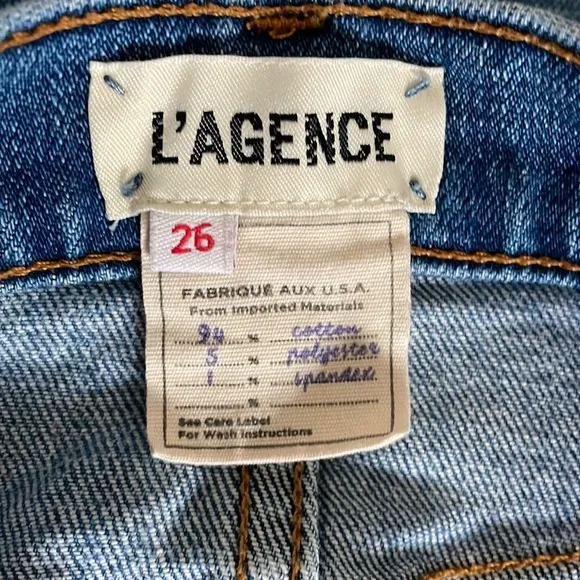 L'AGENCE
26
FABRIQUÉ AUX U.S.A.
From Imported Materials
94 % cotton
5 % polyester
1 % spandex
%
See Care Label
For Wash Instructions